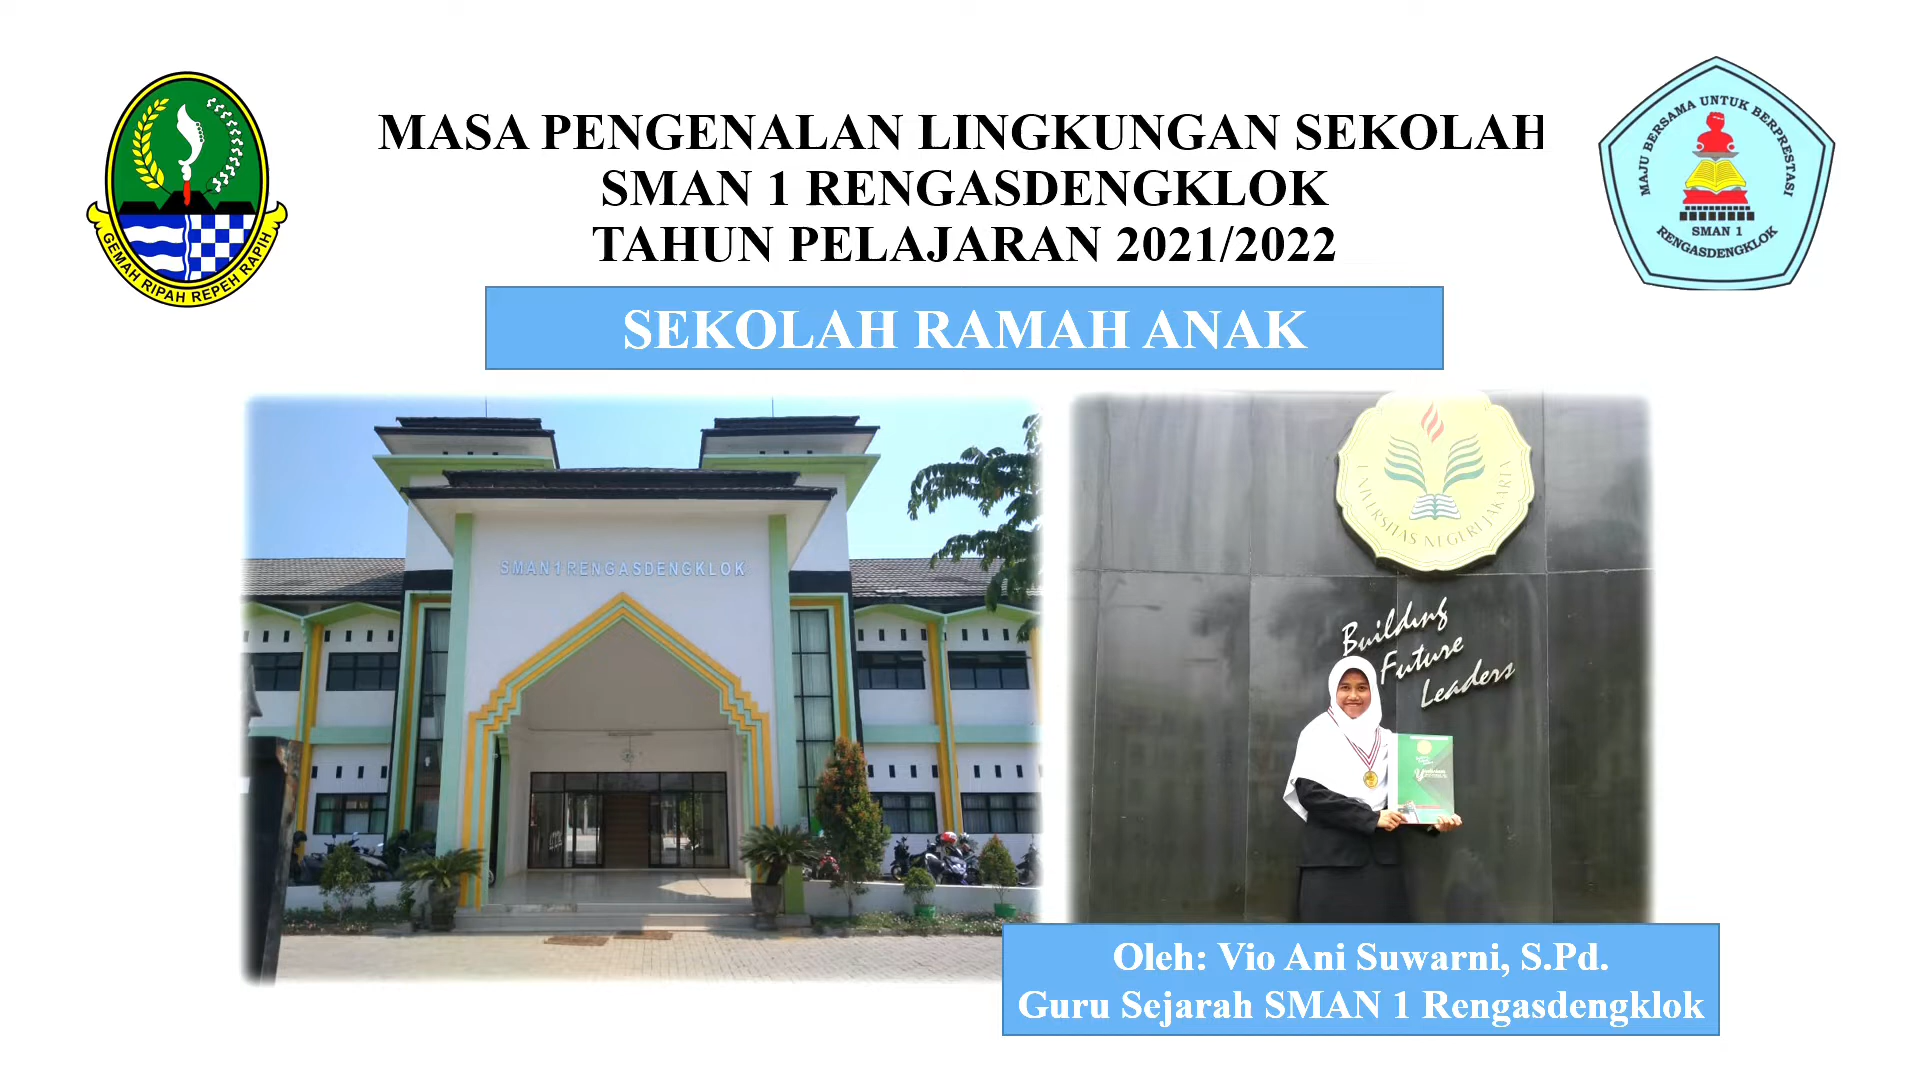 MASA PENGENALAN LINGKUNGAN SEKOLAH
SMAN 1 RENGASDENGKLOK
TAHUN PELAJARAN 2021/2022
GEMAH RIPAH REPEH RAPIH
MAJU BERSAMA UNTUK BERPRESTASI
SMAN 1
RENGASDENGKLOK
SEKOLAH RAMAH ANAK
SMAN 1 RENGASDENGKLOK
UNIVERSITAS NEGERI JAKARTA
Building
Future
Leaders
Oleh: Vio Ani Suwarni, S.Pd.
Guru Sejarah SMAN 1 Rengasdengklok